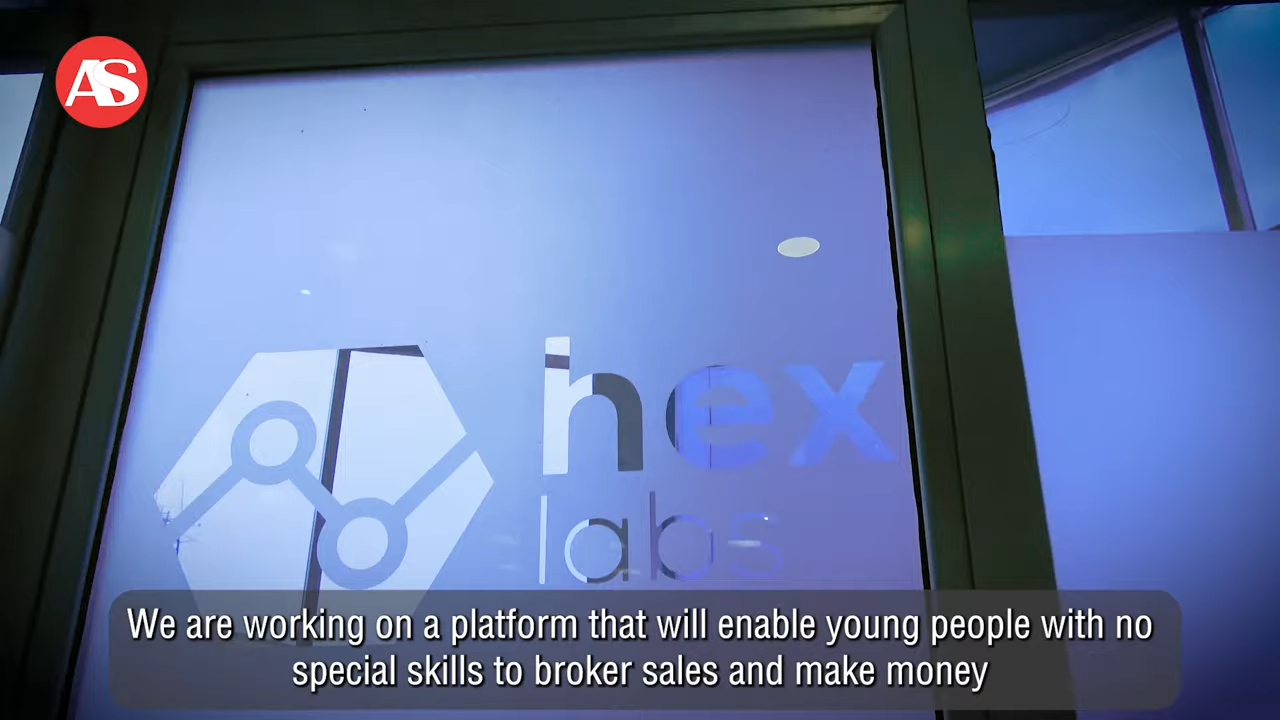 AS
hex
labs
We are working on a platform that will enable young people with no
special skills to broker sales and make money